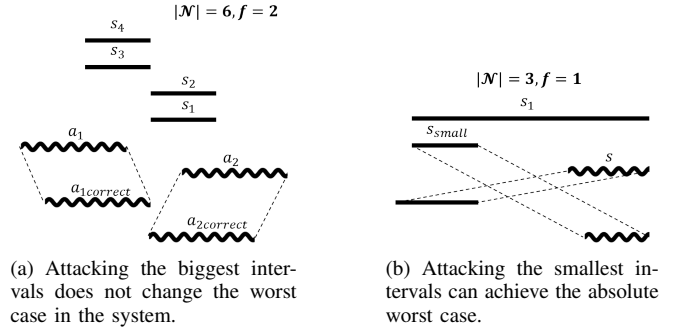 |𝒩| = 6, f = 2
s₄
s₃
s₂
s₁
a₁
a₂
a₁correct
a₂correct
(a) Attacking the biggest inter-
vals does not change the worst
case in the system.
|𝒩| = 3, f = 1
s₁
s_small
s
(b) Attacking the smallest in-
tervals can achieve the absolute
worst case.